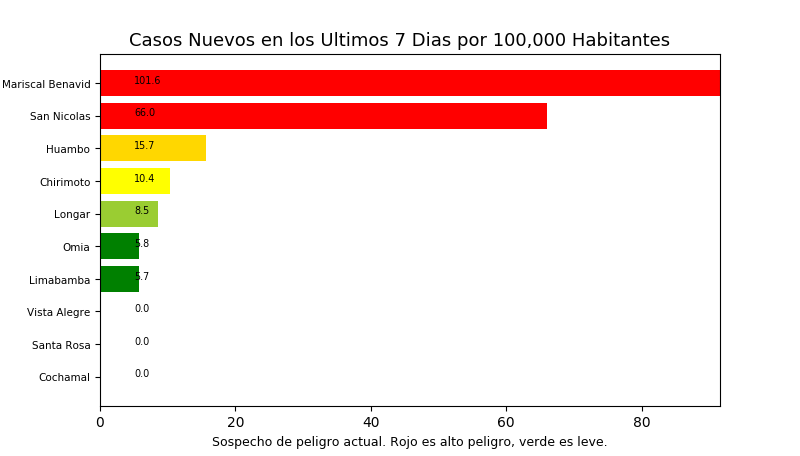 Casos Nuevos en los Ultimos 7 Dias por 100,000 Habitantes
Mariscal Benavid 101.6
San Nicolas 66.0
Huambo 15.7
Chirimoto 10.4
Longar 8.5
Omia 5.8
Limabamba 5.7
Vista Alegre 0.0
Santa Rosa 0.0
Cochamal 0.0
0 20 40 60 80
Sospecho de peligro actual. Rojo es alto peligro, verde es leve.